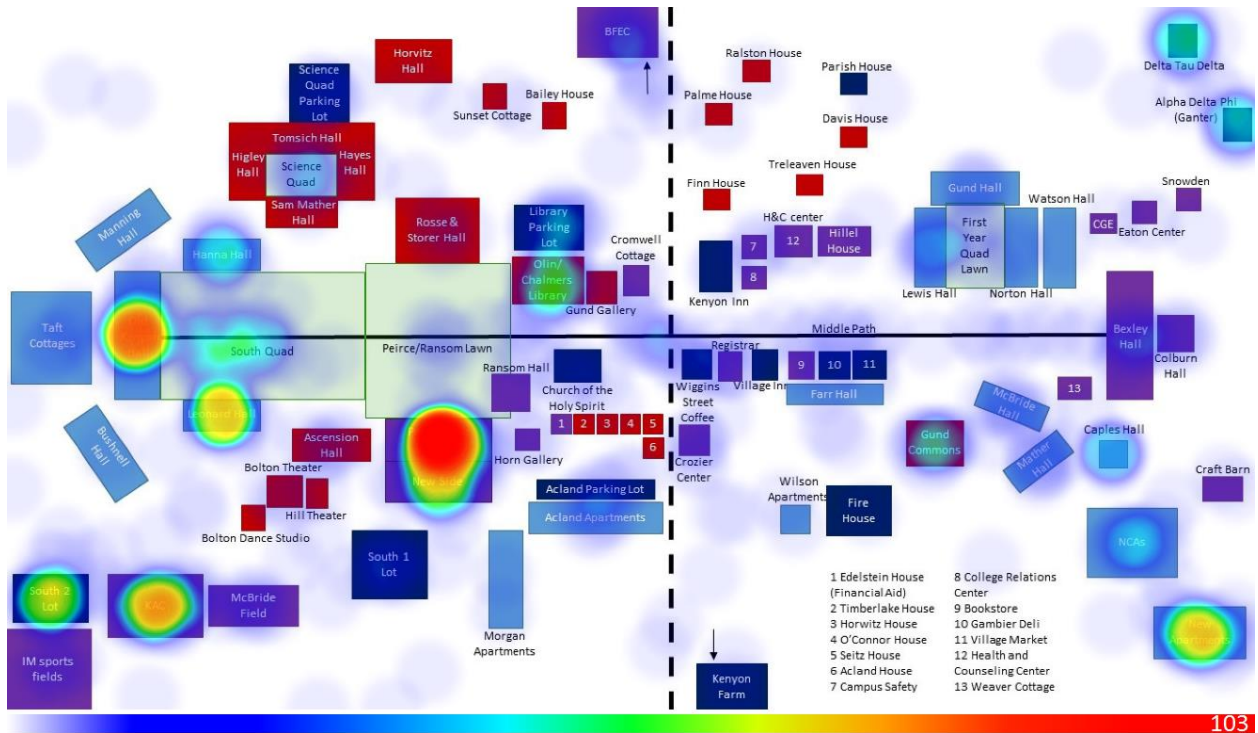 BFEC
Horvitz
Hall
Ralston House
Parish House
Delta Tau Delta
Science
Quad
Parking
Lot
Bailey House
Sunset Cottage
Palme House
Alpha Delta Phi
(Ganter)
Davis House
Tomsich Hall
Higley
Hall
Hayes
Hall
Science
Quad
Sam Mather
Hall
Treleaven House
Finn House
Gund Hall
Watson Hall
Snowden
Manning
Hall
Rosse &
Storer Hall
Library
Parking
Lot
Cromwell
Cottage
H&C center
7
12
Hillel
House
First
Year
Quad
Lawn
CGE
Eaton Center
Hanna Hall
Olin/
Chalmers
Library
Gund Gallery
Kenyon Inn
8
Lewis Hall
Norton Hall
Taft
Cottages
South Quad
Peirce/Ransom Lawn
Middle Path
Bexley
Hall
Colburn
Hall
Ransom Hall
Church of the
Holy Spirit
Registrar
Wiggins
Street
Coffee
Village Inn
9
10
11
Farr Hall
13
McBride
Hall
Leonard Hall
Bushnell
Hall
Ascension
Hall
1
2
3
4
5
6
Horn Gallery
Crozier
Center
Gund
Commons
Mather
Hall
Caples Hall
Bolton Theater
Hill Theater
Bolton Dance Studio
New Side
Acland Parking Lot
Acland Apartments
Wilson
Apartments
Fire
House
Craft Barn
NCAs
South 1
Lot
South 2
Lot
KAC
McBride
Field
Morgan
Apartments
IM sports
fields
Kenyon
Farm
1 Edelstein House
(Financial Aid)
2 Timberlake House
3 Horwitz House
4 O'Connor House
5 Seitz House
6 Acland House
7 Campus Safety
8 College Relations
Center
9 Bookstore
10 Gambier Deli
11 Village Market
12 Health and
Counseling Center
13 Weaver Cottage
Apartments
103